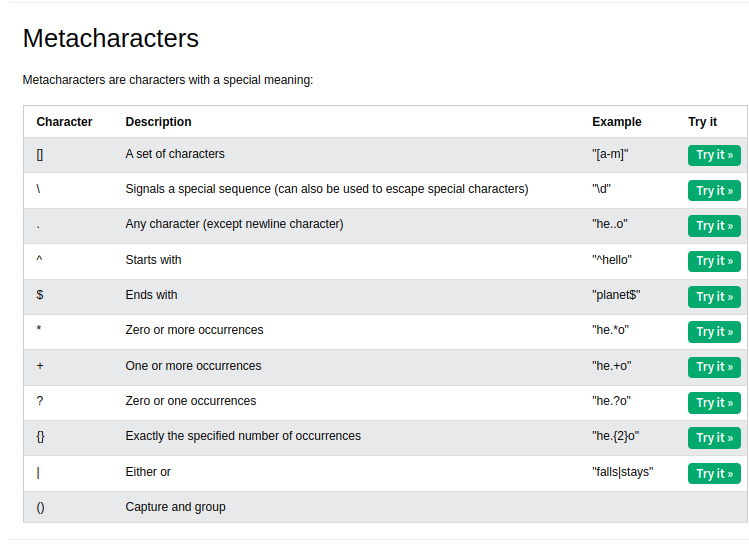 Metacharacters
Metacharacters are characters with a special meaning:
Character Description Example Try it
[] A set of characters "[a-m]" Try it »
\ Signals a special sequence (can also be used to escape special characters) "\d" Try it »
. Any character (except newline character) "he..o" Try it »
^ Starts with "^hello" Try it »
$ Ends with "planet$" Try it »
* Zero or more occurrences "he.*o" Try it »
+ One or more occurrences "he.+o" Try it »
? Zero or one occurrences "he.?o" Try it »
{} Exactly the specified number of occurrences "he.{2}o" Try it »
| Either or "falls|stays" Try it »
() Capture and group